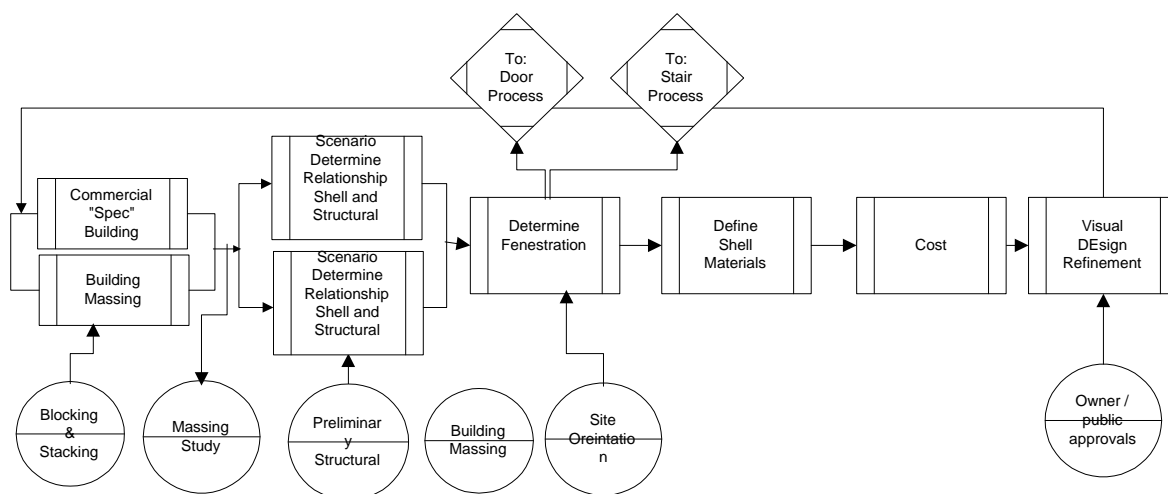 To:
Door
Process
To:
Stair
Process
Commercial
"Spec"
Building
Building
Massing
Scenario
Determine
Relationship
Shell and
Structural
Scenario
Determine
Relationship
Shell and
Structural
Determine
Fenestration
Define
Shell
Materials
Cost
Visual
DEsign
Refinement
Blocking
&
Stacking
Massing
Study
Preliminar
y
Structural
Building
Massing
Site
Oreintatio
n
Owner /
public
approvals